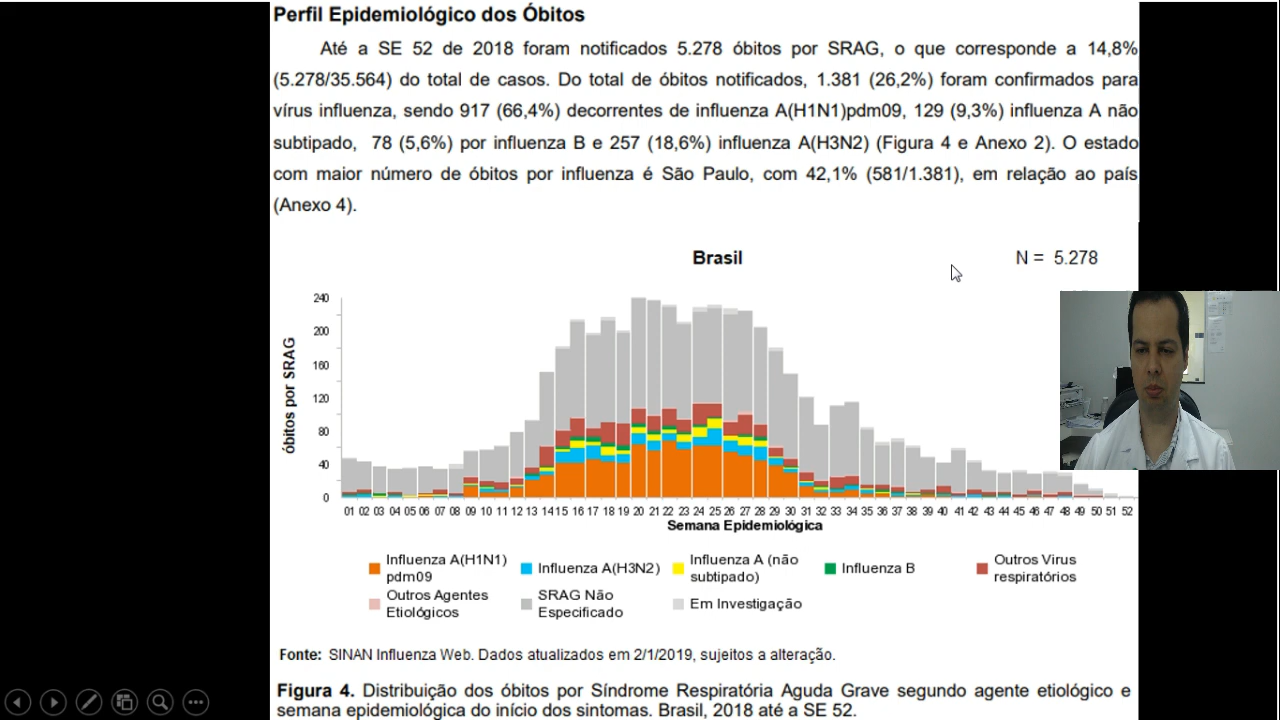 Perfil Epidemiológico dos Óbitos
Até a SE 52 de 2018 foram notificados 5.278 óbitos por SRAG, o que corresponde a 14,8%
(5.278/35.564) do total de casos. Do total de óbitos notificados, 1.381 (26,2%) foram confirmados para
vírus influenza, sendo 917 (66,4%) decorrentes de influenza A(H1N1)pdm09, 129 (9,3%) influenza A não
subtipado, 78 (5,6%) por influenza B e 257 (18,6%) influenza A(H3N2) (Figura 4 e Anexo 2). O estado
com maior número de óbitos por influenza é São Paulo, com 42,1% (581/1.381), em relação ao país
(Anexo 4).
Brasil
N = 5.278
óbitos por SRAG
240
200
160
120
80
40
0
01 02 03 04 05 06 07 08 09 10 11 12 13 14 15 16 17 18 19 20 21 22 23 24 25 26 27 28 29 30 31 32 33 34 35 36 37 38 39 40 41 42 43 44 45 46 47 48 49 50 51 52
Semana Epidemiológica
Influenza A(H1N1)
pdm09
Influenza A(H3N2)
Influenza A (não
subtipado)
Influenza B
Outros Virus
respiratórios
Outros Agentes
Etiológicos
SRAG Não
Especificado
Em Investigação
Fonte: SINAN Influenza Web. Dados atualizados em 2/1/2019, sujeitos a alteração.
Figura 4. Distribuição dos óbitos por Síndrome Respiratória Aguda Grave segundo agente etiológico e
semana epidemiológica do início dos sintomas. Brasil, 2018 até a SE 52.